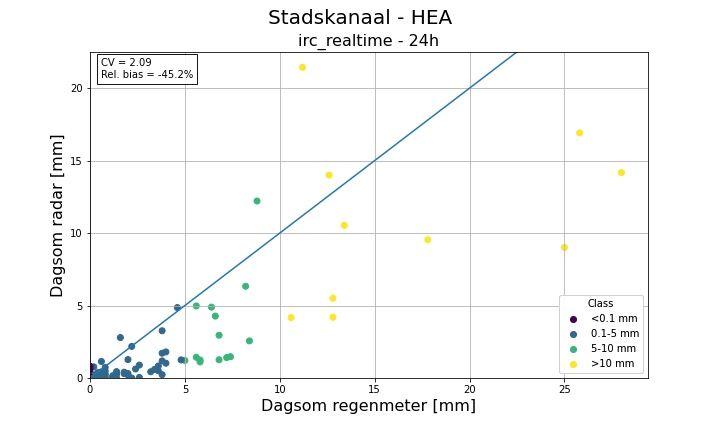 Stadskanaal - HEA
irc_realtime - 24h
CV = 2.09
Rel. bias = -45.2%
Dagsom radar [mm]
20
15
10
5
0
0 5 10 15 20 25
Dagsom regenmeter [mm]
Class
<0.1 mm
0.1-5 mm
5-10 mm
>10 mm